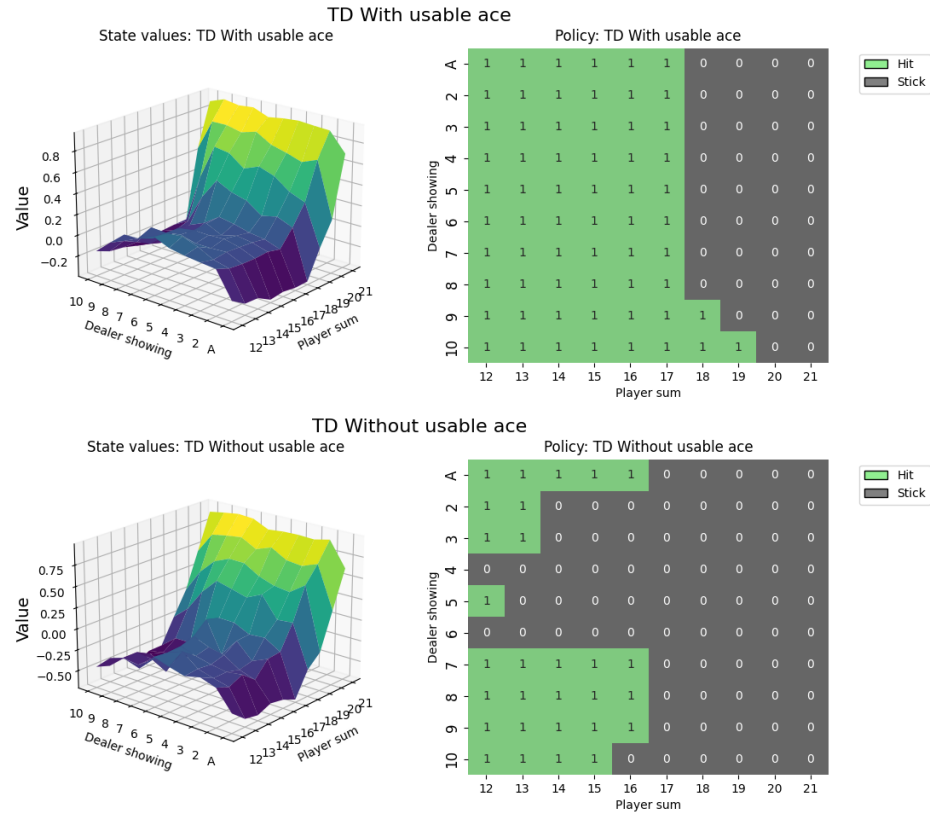 TD With usable ace
State values: TD With usable ace
Value
0.8
0.6
0.4
0.2
0.0
−0.2
10 9 8 7 6 5 4 3 2 A
Dealer showing
12 13 14 15 16 17 18 19 20 21
Player sum
Policy: TD With usable ace
Dealer showing
A 1 1 1 1 1 1 0 0 0 0
2 1 1 1 1 1 1 0 0 0 0
3 1 1 1 1 1 1 0 0 0 0
4 1 1 1 1 1 1 0 0 0 0
5 1 1 1 1 1 1 0 0 0 0
6 1 1 1 1 1 1 0 0 0 0
7 1 1 1 1 1 1 0 0 0 0
8 1 1 1 1 1 1 0 0 0 0
9 1 1 1 1 1 1 1 0 0 0
10 1 1 1 1 1 1 1 1 0 0
12 13 14 15 16 17 18 19 20 21
Player sum
Hit
Stick
TD Without usable ace
State values: TD Without usable ace
Value
0.75
0.50
0.25
0.00
−0.25
−0.50
10 9 8 7 6 5 4 3 2 A
Dealer showing
12 13 14 15 16 17 18 19 20 21
Player sum
Policy: TD Without usable ace
Dealer showing
A 1 1 1 1 1 0 0 0 0 0
2 1 1 0 0 0 0 0 0 0 0
3 1 1 0 0 0 0 0 0 0 0
4 0 0 0 0 0 0 0 0 0 0
5 1 0 0 0 0 0 0 0 0 0
6 0 0 0 0 0 0 0 0 0 0
7 1 1 1 1 1 0 0 0 0 0
8 1 1 1 1 1 0 0 0 0 0
9 1 1 1 1 1 0 0 0 0 0
10 1 1 1 1 0 0 0 0 0 0
12 13 14 15 16 17 18 19 20 21
Player sum
Hit
Stick